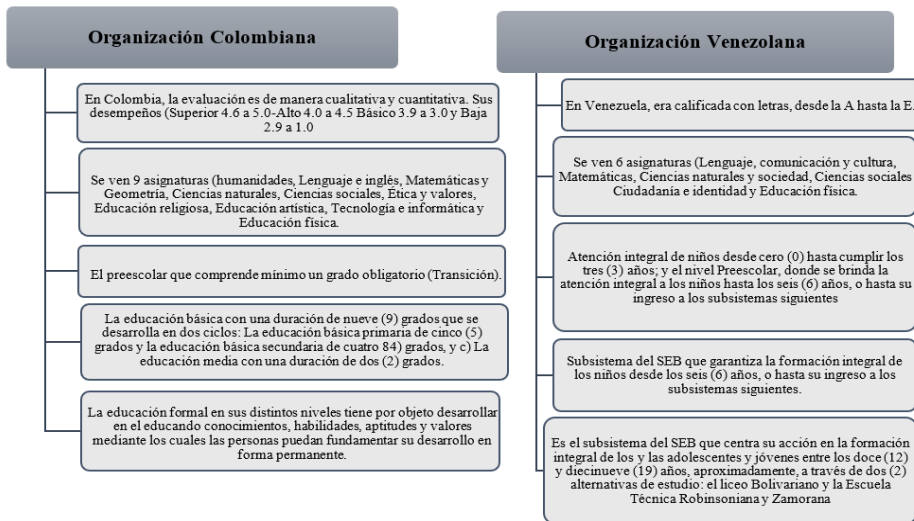 Organización Colombiana
En Colombia, la evaluación es de manera cualitativa y cuantitativa. Sus
desempeños (Superior 4.6 a 5.0-Alto 4.0 a 4.5 Básico 3.9 a 3.0 y Baja
2.9 a 1.0
Se ven 9 asignaturas (humanidades, Lenguaje e inglés, Matemáticas y
Geometría, Ciencias naturales, Ciencias sociales, Ética y valores,
Educación religiosa, Educación artística, Tecnología e informática y
Educación física.
El preescolar que comprende mínimo un grado obligatorio (Transición).
La educación básica con una duración de nueve (9) grados que se
desarrolla en dos ciclos: La educación básica primaria de cinco (5)
grados y la educación básica secundaria de cuatro 84) grados, y c) La
educación media con una duración de dos (2) grados.
La educación formal en sus distintos niveles tiene por objeto desarrollar
en el educando conocimientos, habilidades, aptitudes y valores
mediante los cuales las personas puedan fundamentar su desarrollo en
forma permanente.
Organización Venezolana
En Venezuela, era calificada con letras, desde la A hasta la E.
Se ven 6 asignaturas (Lenguaje, comunicación y cultura,
Matemáticas, Ciencias naturales y sociedad, Ciencias sociales
Ciudadanía e identidad y Educación física.
Atención integral de niños desde cero (0) hasta cumplir los
tres (3) años; y el nivel Preescolar, donde se brinda la
atención integral a los niños hasta los seis (6) años, o hasta su
ingreso a los subsistemas siguientes
Subsistema del SEB que garantiza la formación integral de
los niños desde los seis (6) años, o hasta su ingreso a los
subsistemas siguientes.
Es el subsistema del SEB que centra su acción en la formación
integral de los y las adolescentes y jóvenes entre los doce (12)
y diecinueve (19) años, aproximadamente, a través de dos (2)
alternativas de estudio: el liceo Bolivariano y la Escuela
Técnica Robinsoniana y Zamorana